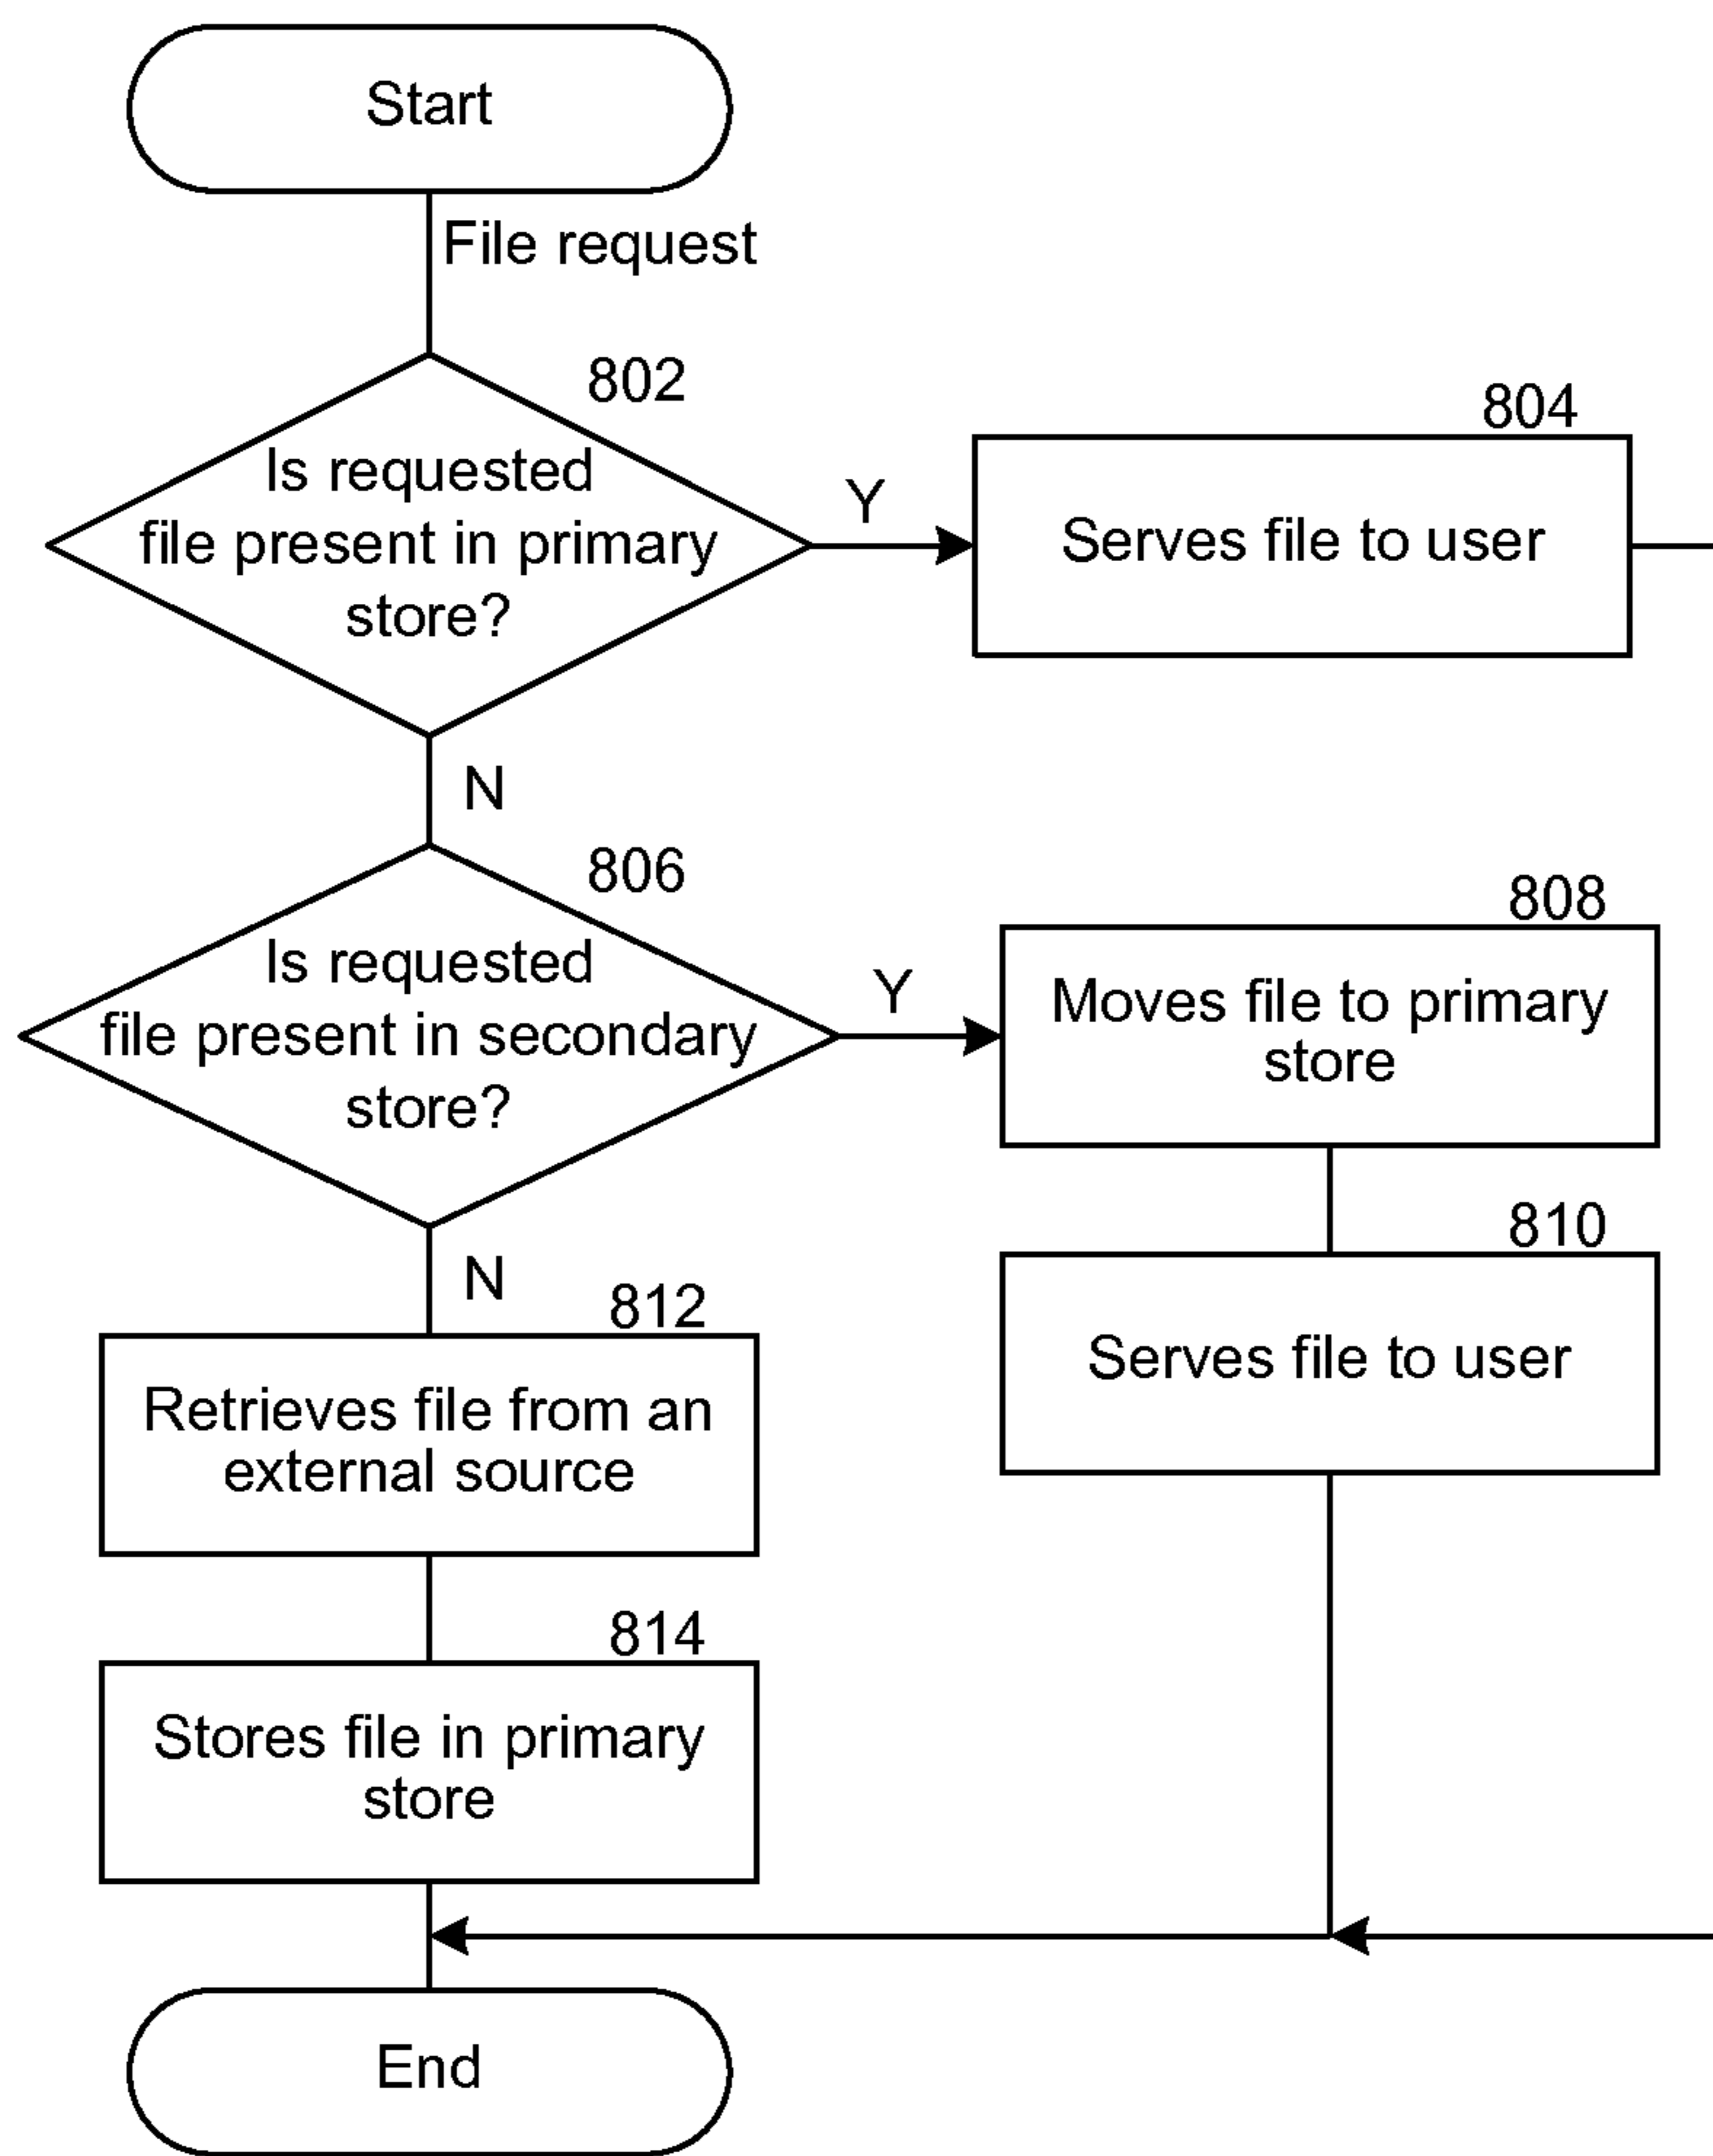 Start
File request
802
Is requested
file present in primary
store?
Y
804
Serves file to user
N
806
Is requested
file present in secondary
store?
Y
808
Moves file to primary
store
810
Serves file to user
N
812
Retrieves file from an
external source
814
Stores file in primary
store
End